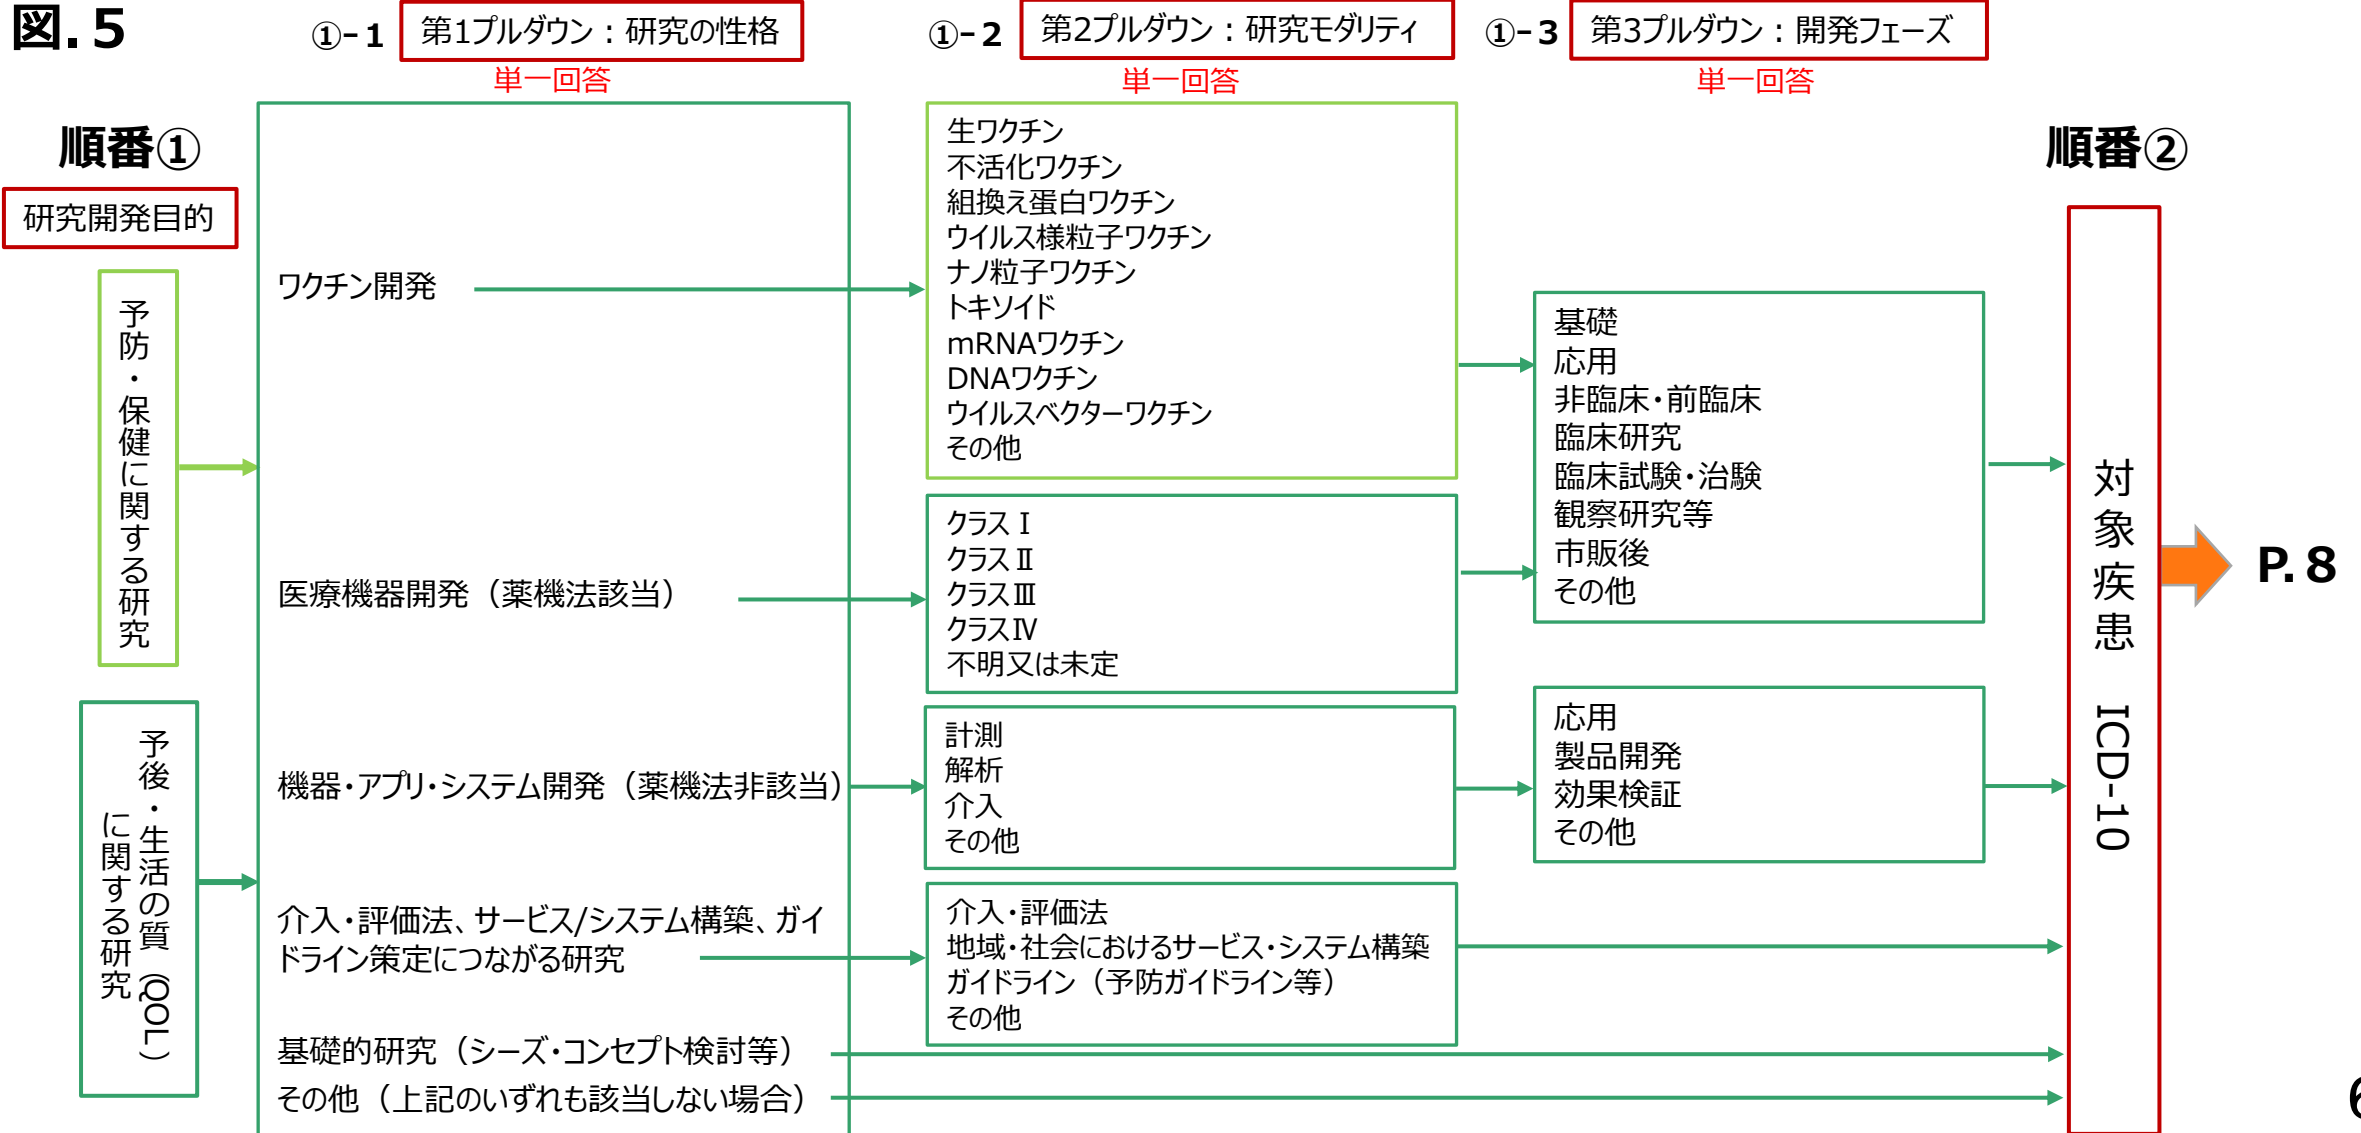 図.5
①-1
第1プルダウン：研究の性格
単一回答
①-2
第2プルダウン：研究モダリティ
単一回答
①-3
第3プルダウン：開発フェーズ
単一回答
順番①
研究開発目的
予防・保健に関する研究
予後・生活の質（QOL）
に関する研究
ワクチン開発
医療機器開発（薬機法該当）
機器・アプリ・システム開発（薬機法非該当）
介入・評価法、サービス/システム構築、ガイ
ドライン策定につながる研究
基礎的研究（シーズ・コンセプト検討等）
その他（上記のいずれも該当しない場合）
生ワクチン
不活化ワクチン
組換え蛋白ワクチン
ウイルス様粒子ワクチン
ナノ粒子ワクチン
トキソイド
mRNAワクチン
DNAワクチン
ウイルスベクターワクチン
その他
クラスⅠ
クラスⅡ
クラスⅢ
クラスⅣ
不明又は未定
計測
解析
介入
その他
介入・評価法
地域・社会におけるサービス・システム構築
ガイドライン（予防ガイドライン等）
その他
基礎
応用
非臨床・前臨床
臨床研究
臨床試験・治験
観察研究等
市販後
その他
応用
製品開発
効果検証
その他
順番②
対象疾患　ICD-10
P.8